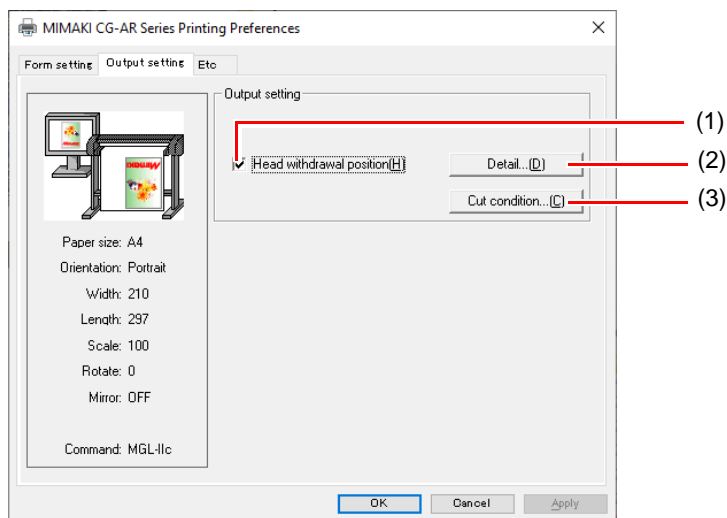 MIMAKI CG-AR Series Printing Preferences
Form setting Output setting Etc
Output setting
(1)
Head withdrawal position(H) Detail...(D) (2)
Cut condition...(C) (3)
Mimaki
Paper size: A4
Orientation: Portrait
Width: 210
Length: 297
Scale: 100
Rotate: 0
Mirror: OFF
Command: MGL-IIc
OK Cancel Apply